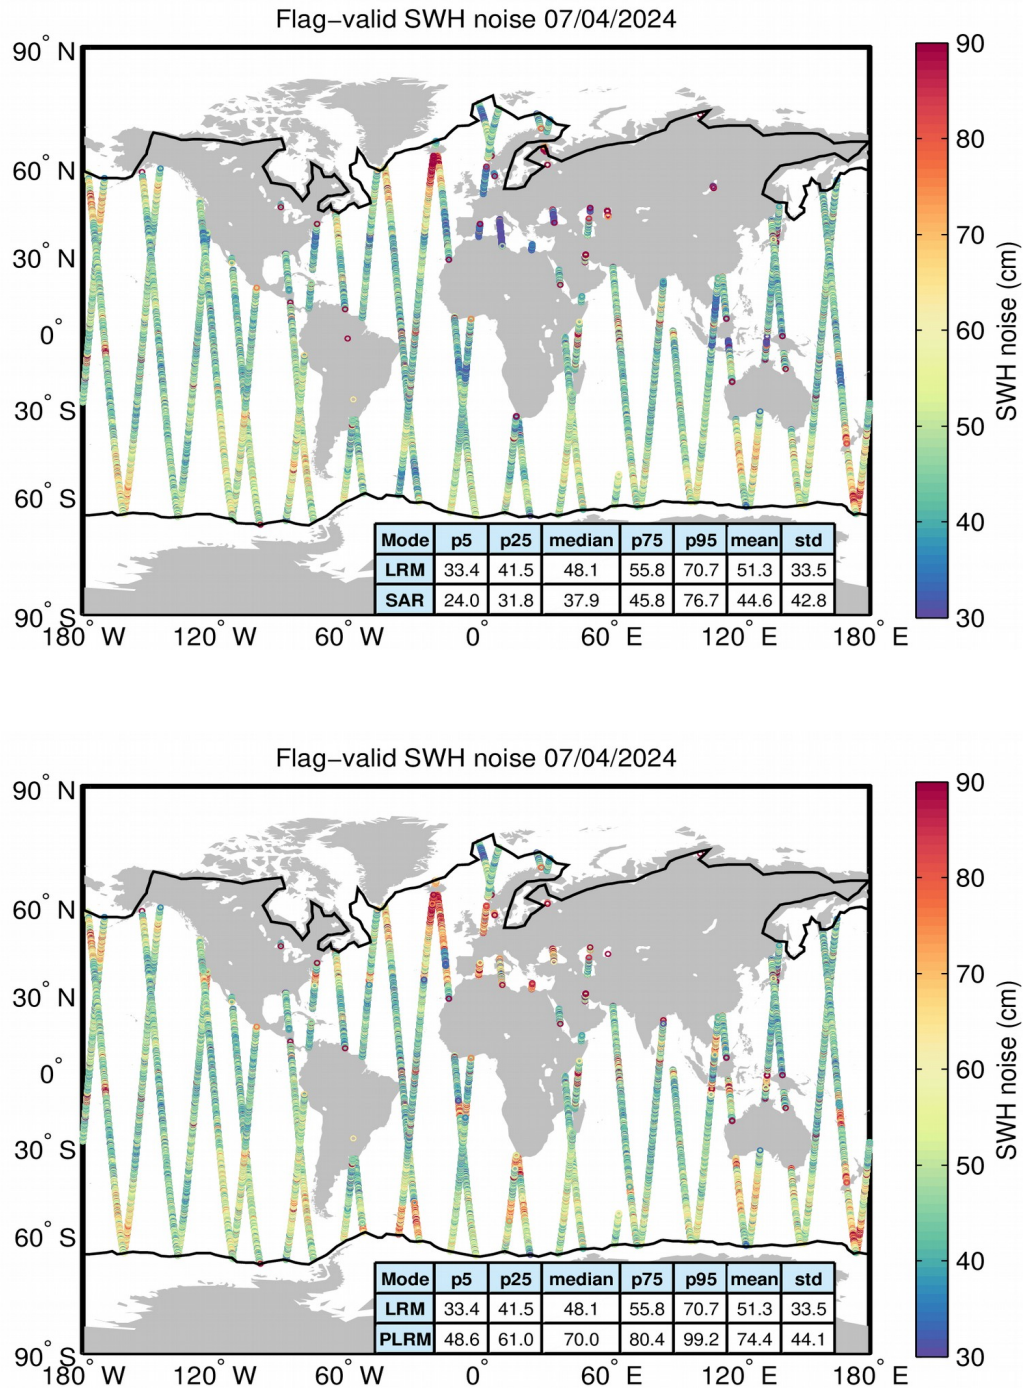 Flag−valid SWH noise 07/04/2024
90° N
60° N
30° N
0°
30° S
60° S
90° S
180° W 120° W 60° W 0° 60° E 120° E 180° E
Mode p5 p25 median p75 p95 mean std
LRM 33.4 41.5 48.1 55.8 70.7 51.3 33.5
SAR 24.0 31.8 37.9 45.8 76.7 44.6 42.8
90
80
70
60
50
40
30
SWH noise (cm)
Flag−valid SWH noise 07/04/2024
90° N
60° N
30° N
0°
30° S
60° S
90° S
180° W 120° W 60° W 0° 60° E 120° E 180° E
Mode p5 p25 median p75 p95 mean std
LRM 33.4 41.5 48.1 55.8 70.7 51.3 33.5
PLRM 48.6 61.0 70.0 80.4 99.2 74.4 44.1
90
80
70
60
50
40
30
SWH noise (cm)